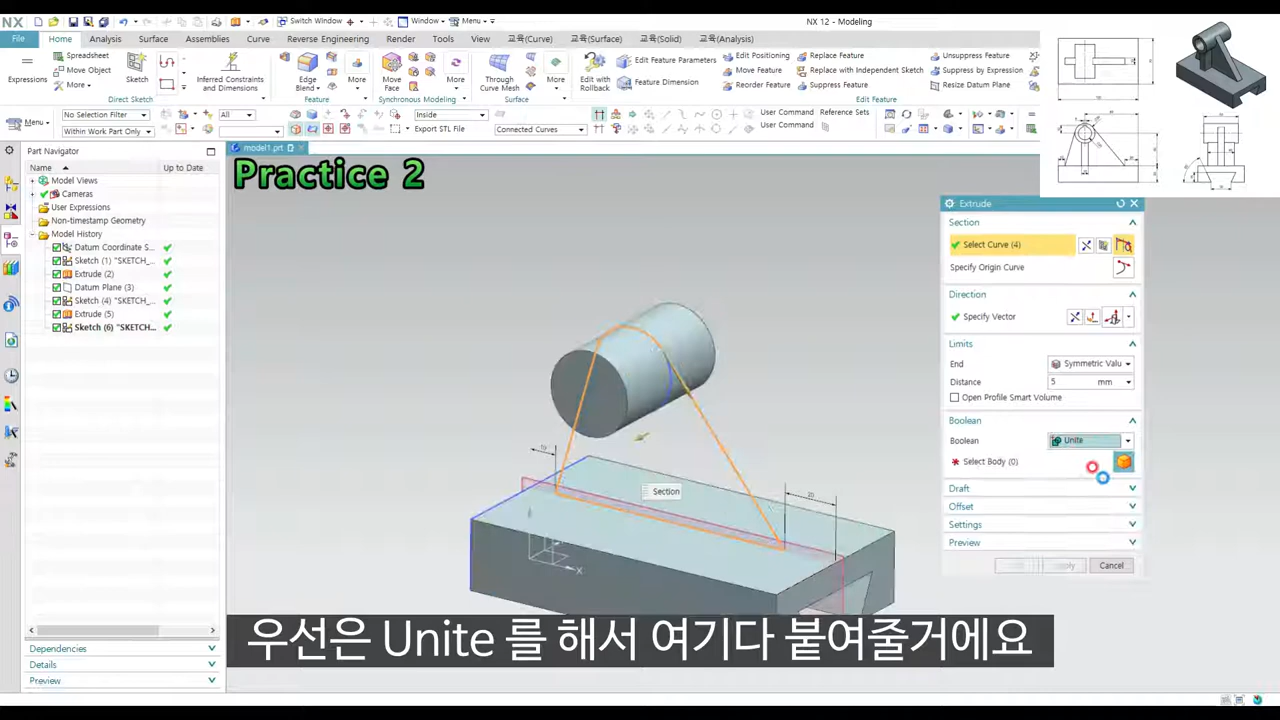 NX
Switch Window
Window
Menu
NX 12 - Modeling
File
Home
Analysis
Surface
Assemblies
Curve
Reverse Engineering
Render
Tools
View
교육(Curve)
교육(Surface)
교육(Solid)
교육(Analysis)
Expressions
Spreadsheet
Move Object
More
Sketch
Direct Sketch
Inferred Constraints
and Dimensions
Edge
Blend
More
Feature
Move
Face
More
Synchronous Modeling
Through
Curve Mesh
More
Surface
Edit with
Rollback
Edit Feature Parameters
Feature Dimension
Edit Positioning
Move Feature
Reorder Feature
Replace Feature
Replace with Independent Sketch
Suppress Feature
Edit Feature
Unsuppress Feature
Suppress by Expression
Resize Datum Plane
Menu
No Selection Filter
Within Work Part Only
All
Export STL File
Inside
Connected Curves
User Command
User Command
Reference Sets
Part Navigator
Name
Up to Date
Model Views
Cameras
User Expressions
Non-timestamp Geometry
Model History
Datum Coordinate S...
Sketch (1) "SKETCH_...
Extrude (2)
Datum Plane (3)
Sketch (4) "SKETCH_...
Extrude (5)
Sketch (6) "SKETCH...
Dependencies
Details
Preview
model1.prt
Practice 2
10
20
Section
X
Extrude
Section
Select Curve (4)
Specify Origin Curve
Direction
Specify Vector
Limits
End
Symmetric Valu
Distance
5
mm
Open Profile Smart Volume
Boolean
Boolean
Unite
Select Body (0)
Draft
Offset
Settings
Preview
Cancel
우선은 Unite 를 해서 여기다 붙여줄거에요